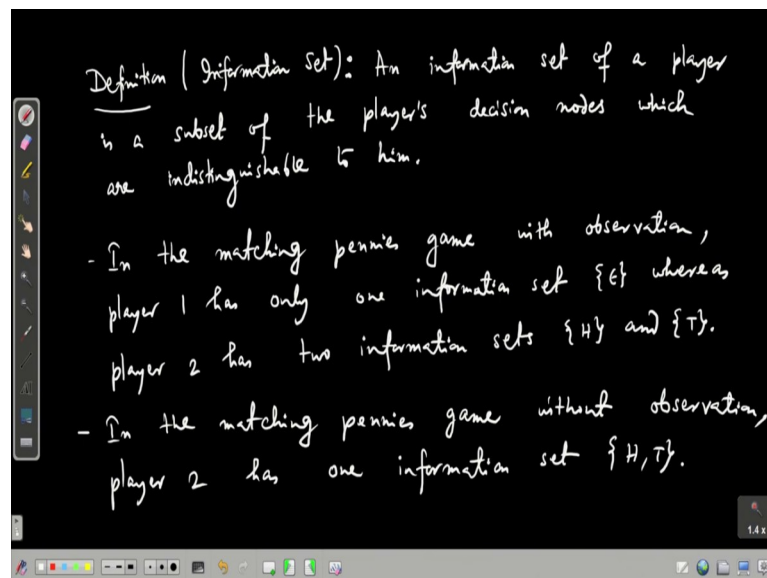 Definition (Information Set): An information set of a player
is a subset of the player's decision nodes which
are indistinguishable to him.
- In the matching pennies game with observation,
player 1 has only one information set {ϵ} whereas
player 2 has two information sets {H} and {T}.
- In the matching pennies game without observation,
player 2 has one information set {H, T}.
1.4 x